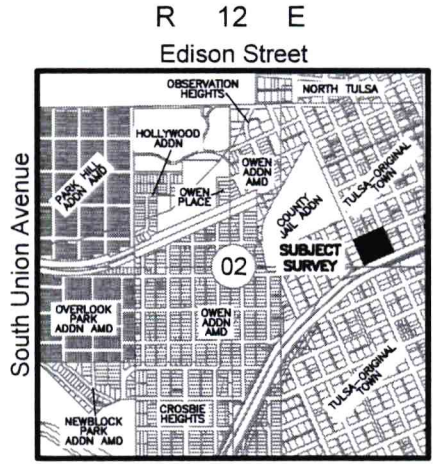 R 12 E
Edison Street
South Union Avenue
OBSERVATION
HEIGHTS
NORTH TULSA
HOLLYWOOD
ADDN
PARK HILL
ADDN AMD
OWEN
PLACE
OWEN
ADDN
AMD
COUNTY
JAIL ADDN
TULSA-ORIGINAL
TOWN
SUBJECT
SURVEY
02
OVERLOOK
PARK
ADDN AMD
OWEN
ADDN
AMD
TULSA-ORIGINAL
TOWN
NEWBLOCK
PARK
ADDN AMD
CROSBIE
HEIGHTS